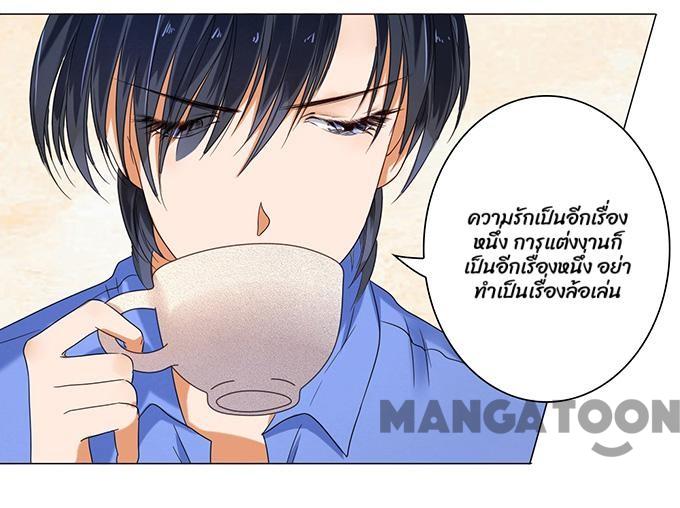 ความรักเป็นอีกเรื่อง
หนึ่ง การแต่งงานก็
เป็นอีกเรื่องหนึ่ง อย่า
ทำเป็นเรื่องล้อเล่น
MANGATOON